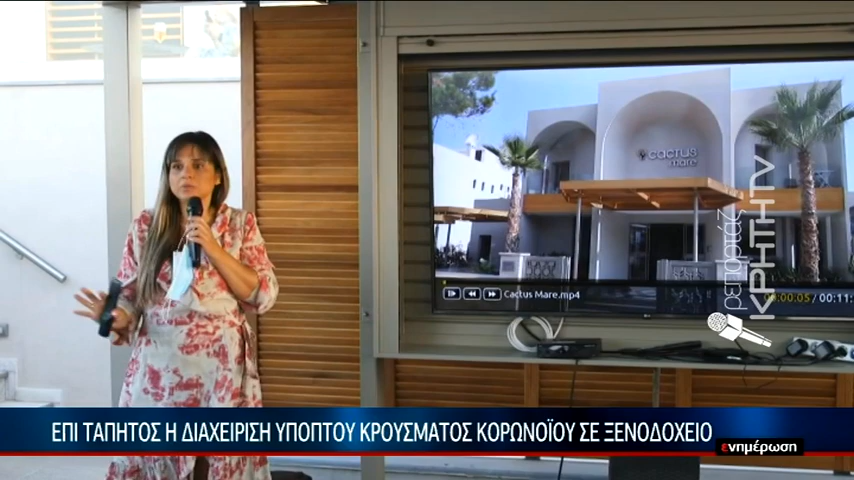 cactus
mare
Cactus Mare.mp4
00:00:05 / 00:11:
ρεπορτάζ
ΚΡΗΤΗ TV
ΕΠΙ ΤΑΠΗΤΟΣ Η ΔΙΑΧΕΙΡΙΣΗ ΥΠΟΠΤΟΥ ΚΡΟΥΣΜΑΤΟΣ ΚΟΡΩΝΟΪΟΥ ΣΕ ΞΕΝΟΔΟΧΕΙΟ
ενημέρωση